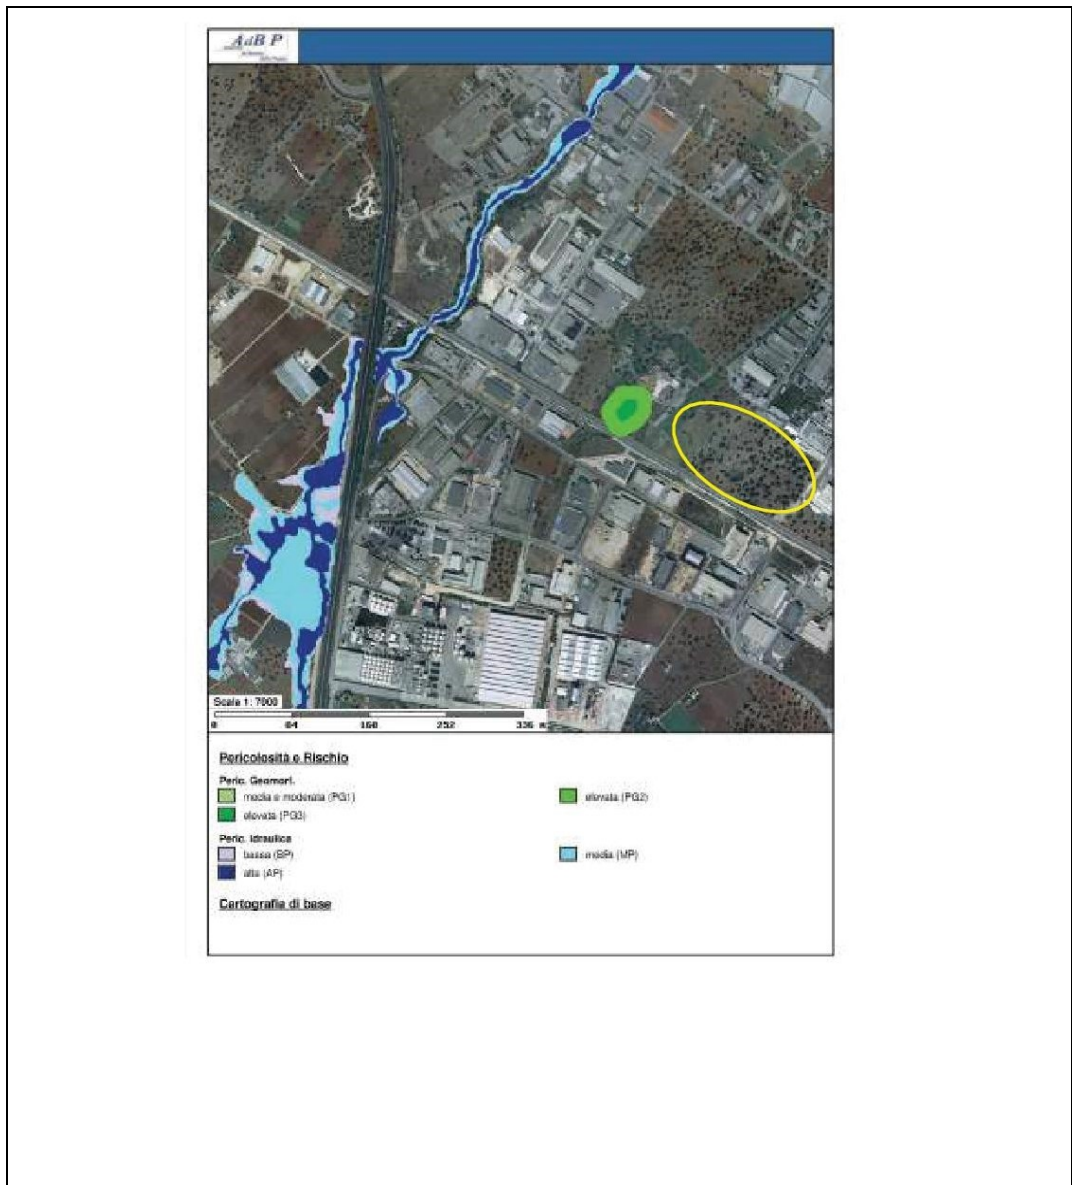 AdB P
Scale 1: 7000
0 84 168 252 336 m
Pericolosità e Rischio
Peric. Geomorf.
media e moderata (PG1)
elevata (PG2)
elevata (PG3)
Peric. Idraulica
bassa (BP)
media (MP)
alta (AP)
Cartografia di base